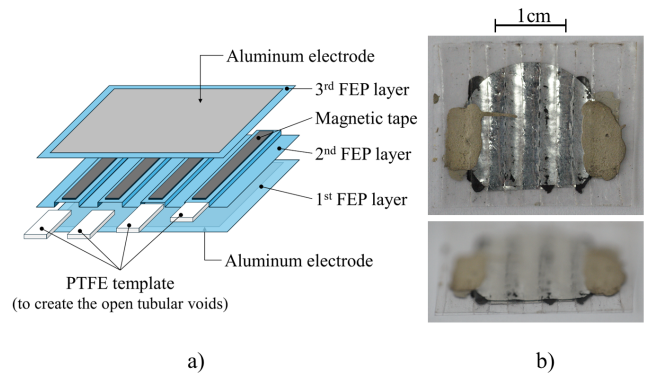 Aluminum electrode
3rd FEP layer
Magnetic tape
2nd FEP layer
1st FEP layer
Aluminum electrode
PTFE template
(to create the open tubular voids)
a)
1cm
b)